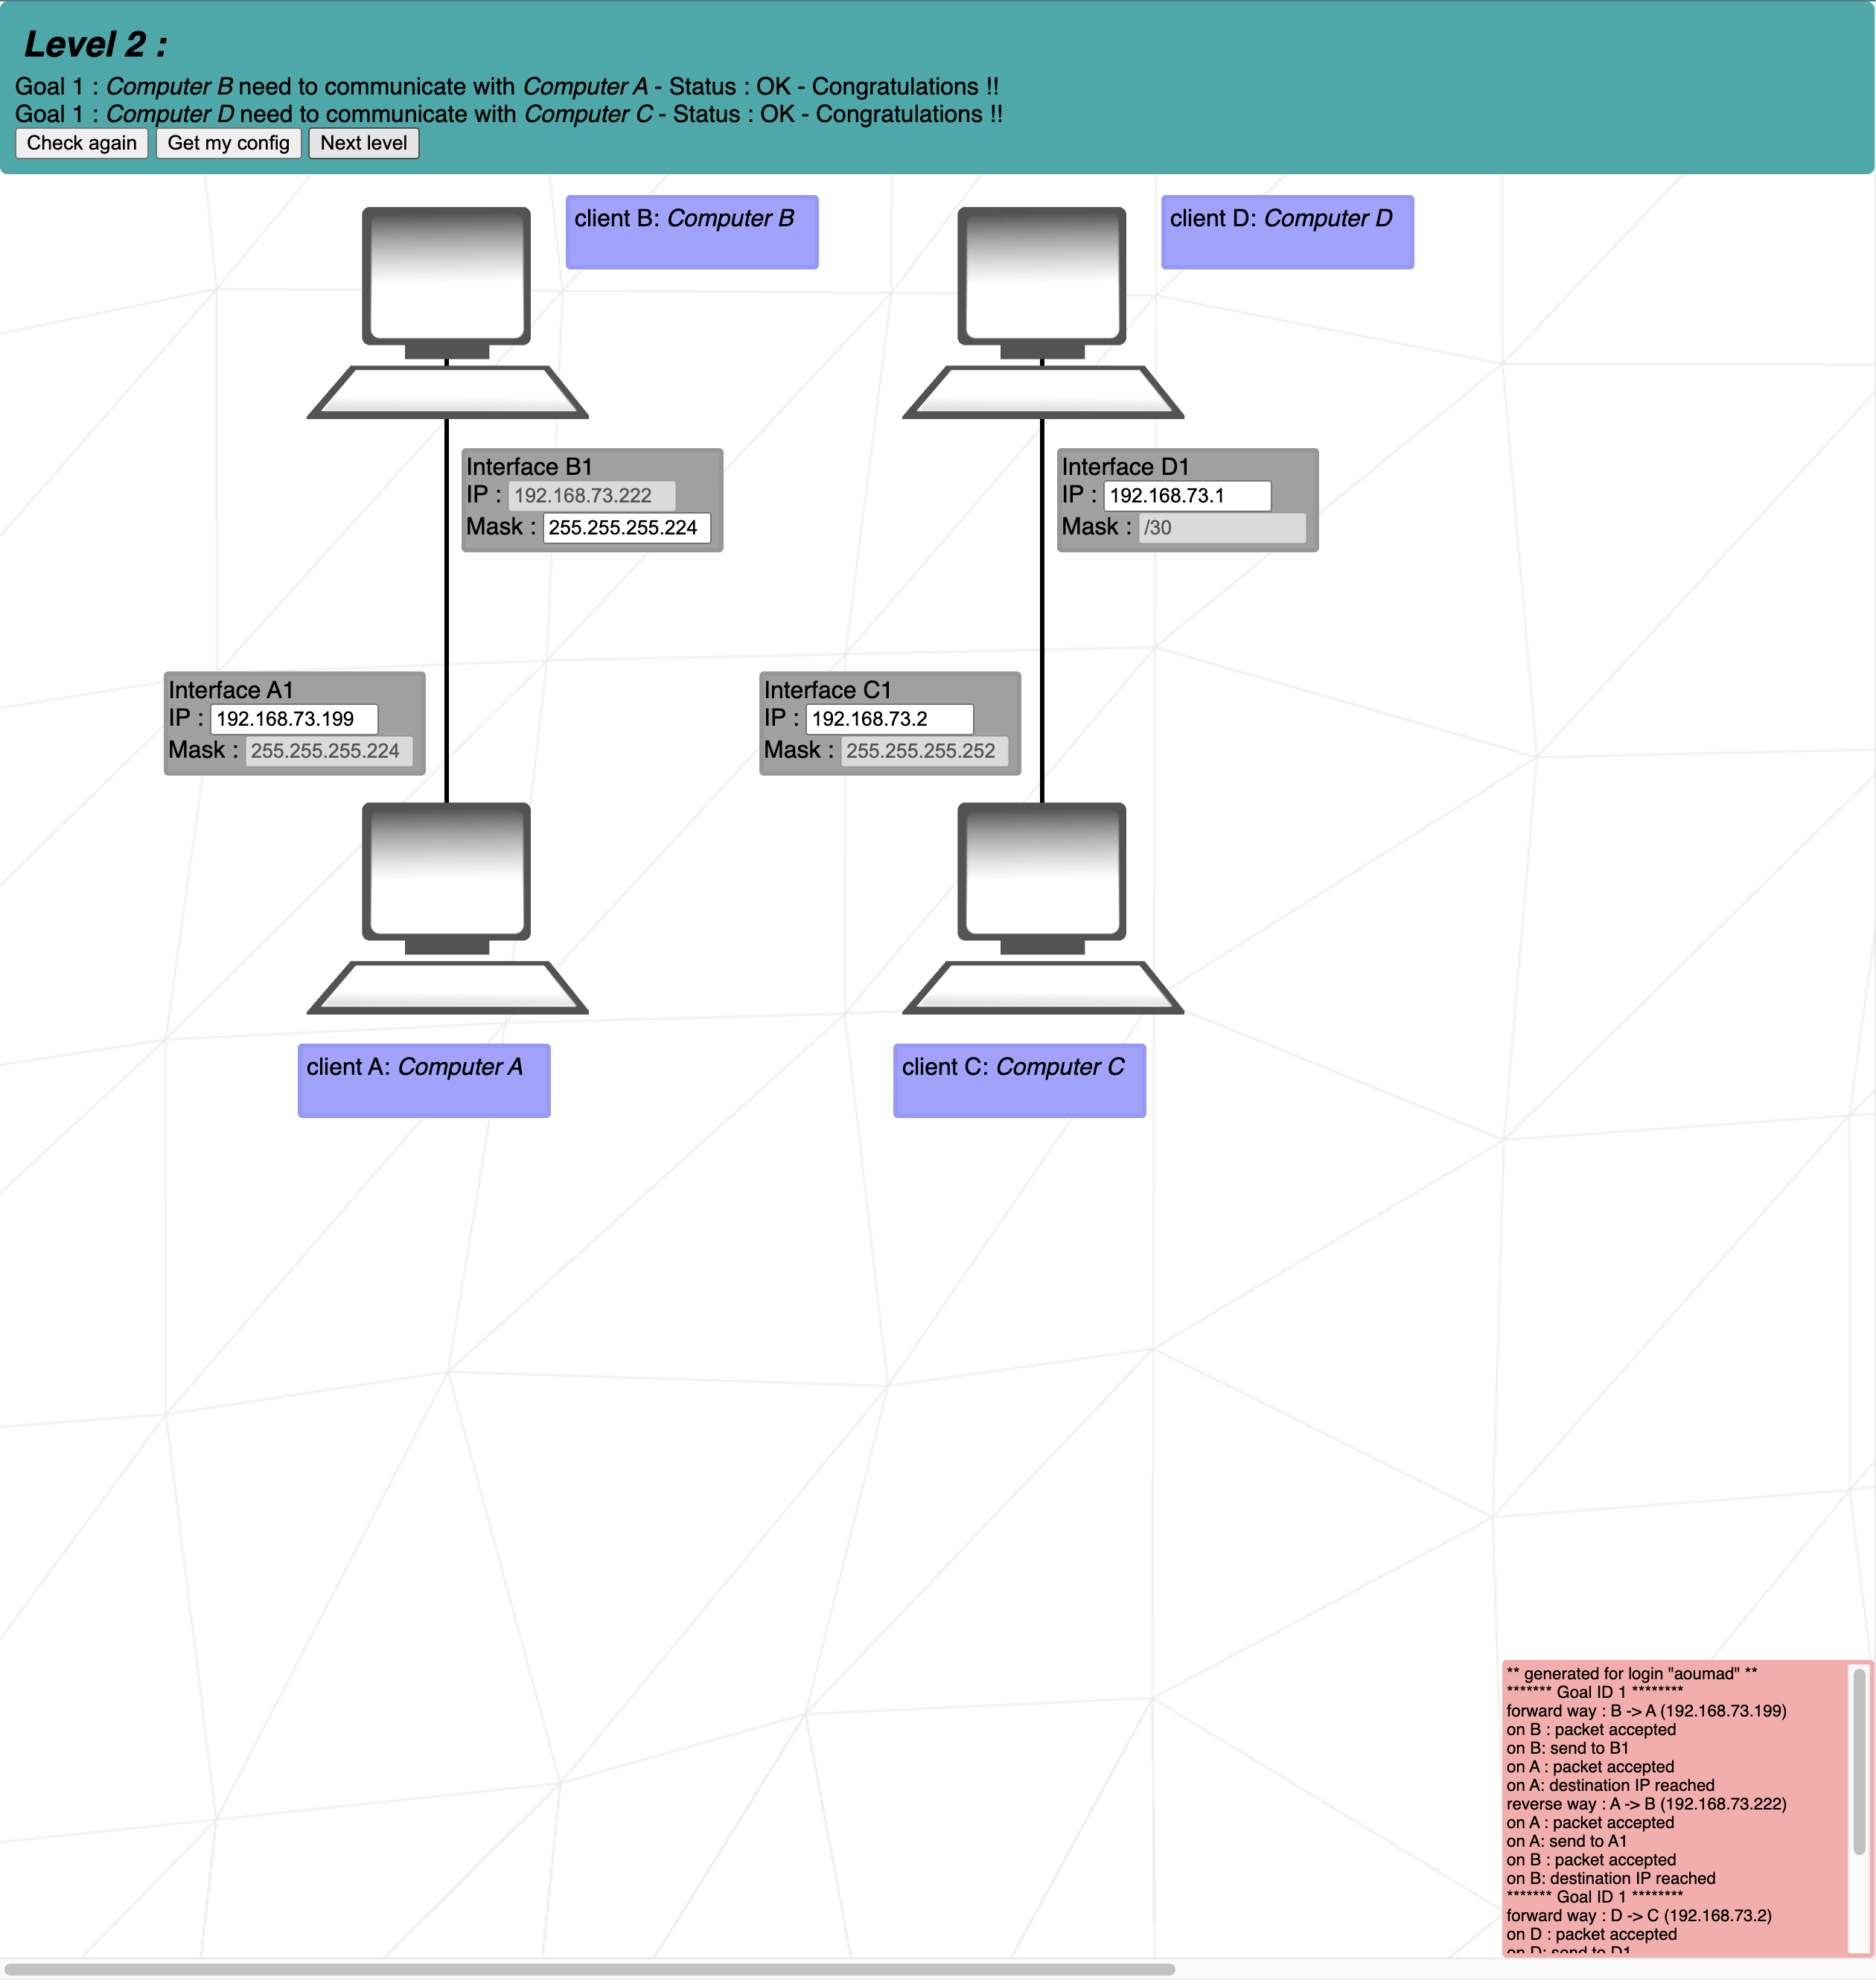 Level 2 :
Goal 1 : Computer B need to communicate with Computer A - Status : OK - Congratulations !!
Goal 1 : Computer D need to communicate with Computer C - Status : OK - Congratulations !!
Check again Get my config Next level
client B: Computer B
client D: Computer D
Interface B1
IP : 192.168.73.222
Mask : 255.255.255.224
Interface D1
IP : 192.168.73.1
Mask : /30
Interface A1
IP : 192.168.73.199
Mask : 255.255.255.224
Interface C1
IP : 192.168.73.2
Mask : 255.255.255.252
client A: Computer A
client C: Computer C
** generated for login "aoumad" **
******* Goal ID 1 ********
forward way : B -> A (192.168.73.199)
on B : packet accepted
on B: send to B1
on A : packet accepted
on A: destination IP reached
reverse way : A -> B (192.168.73.222)
on A : packet accepted
on A: send to A1
on B : packet accepted
on B: destination IP reached
******* Goal ID 1 ********
forward way : D -> C (192.168.73.2)
on D : packet accepted
on D: send to D1